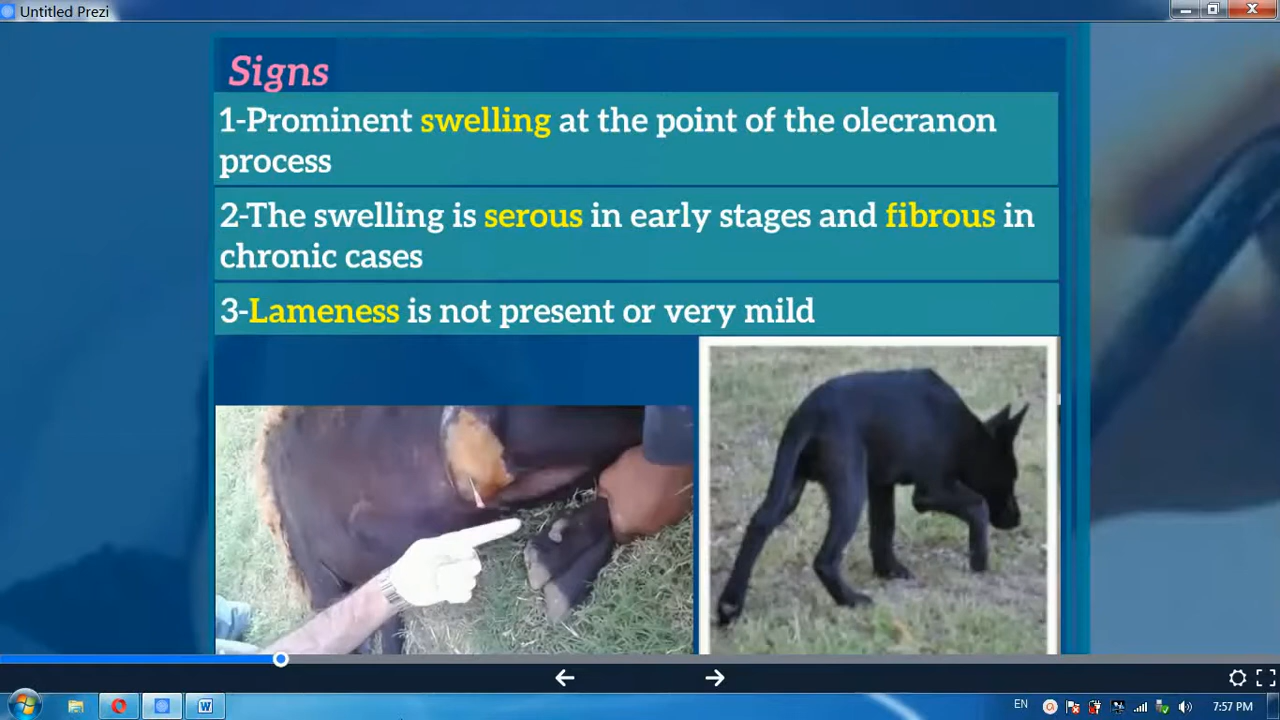 Untitled Prezi
Signs
1-Prominent swelling at the point of the olecranon
process
2-The swelling is serous in early stages and fibrous in
chronic cases
3-Lameness is not present or very mild
EN
7:57 PM